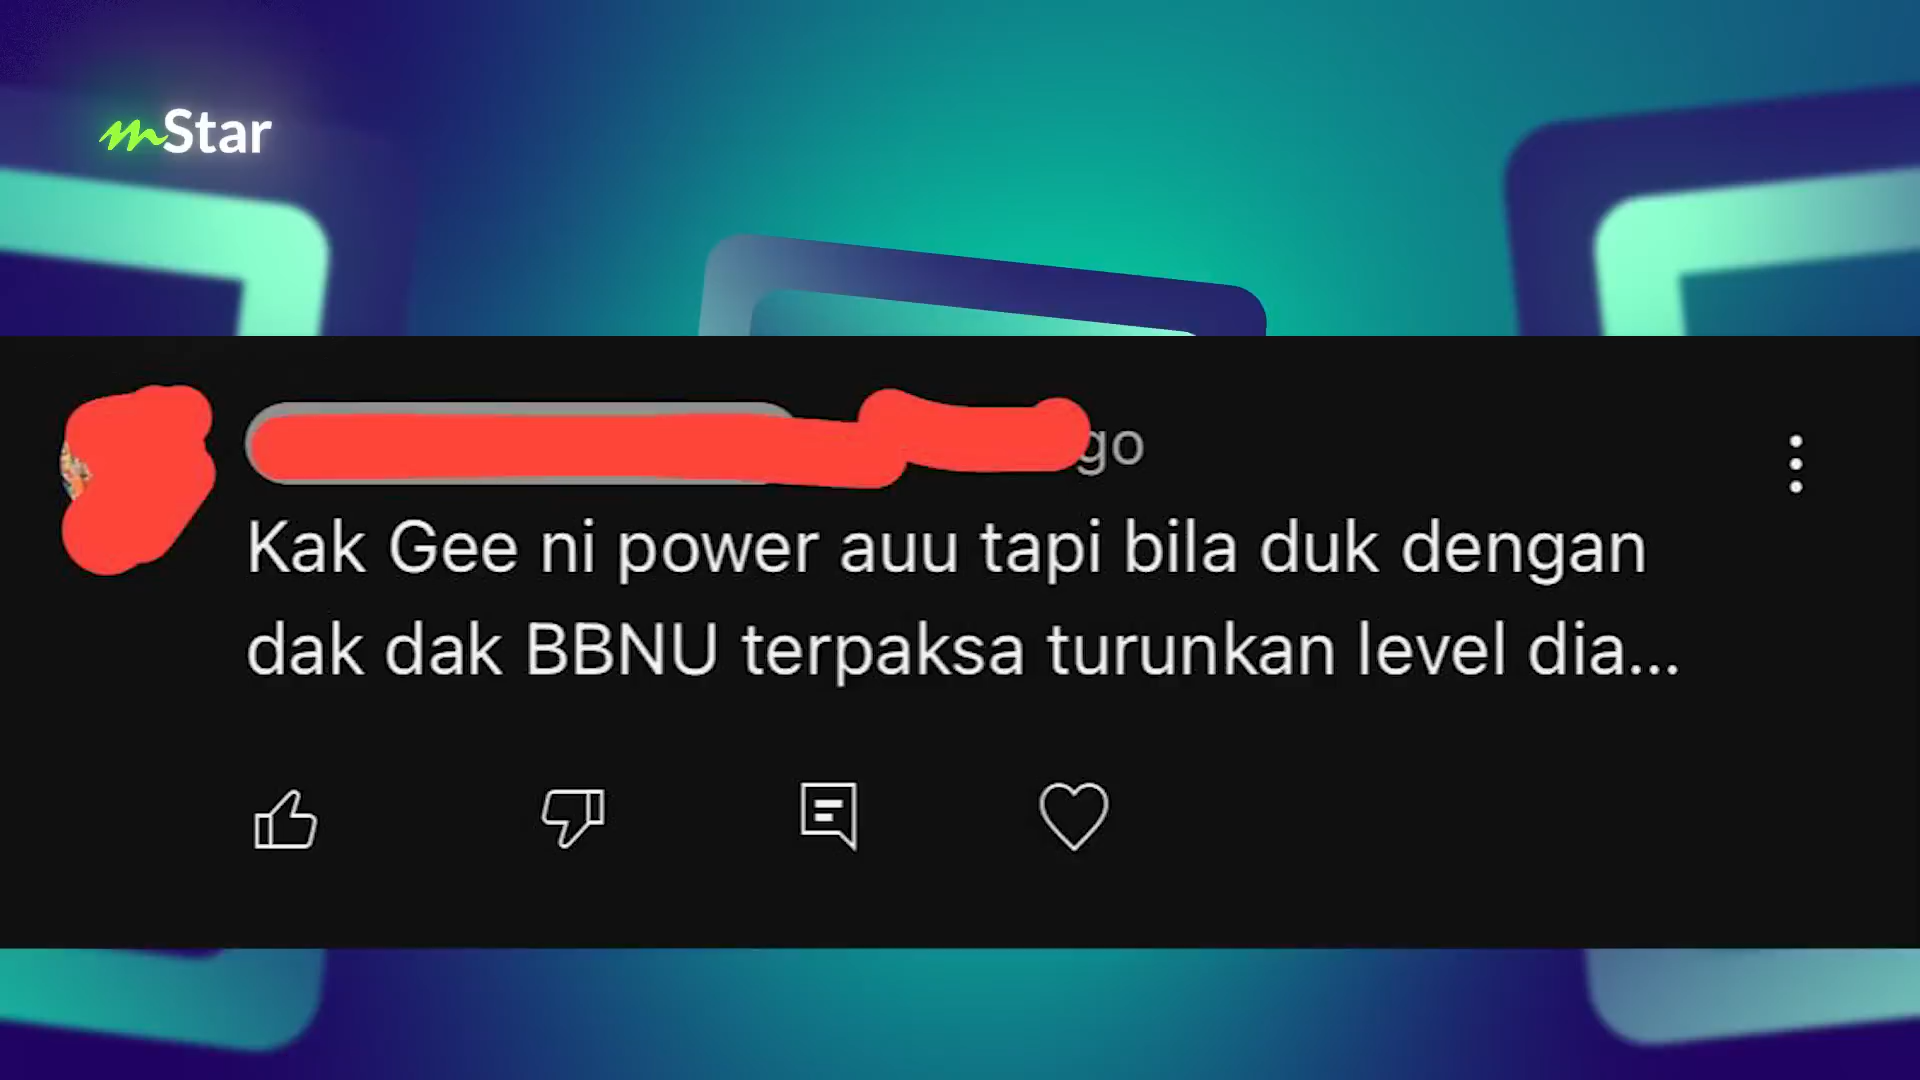 mStar
go
Kak Gee ni power auu tapi bila duk dengan
dak dak BBNU terpaksa turunkan level dia...